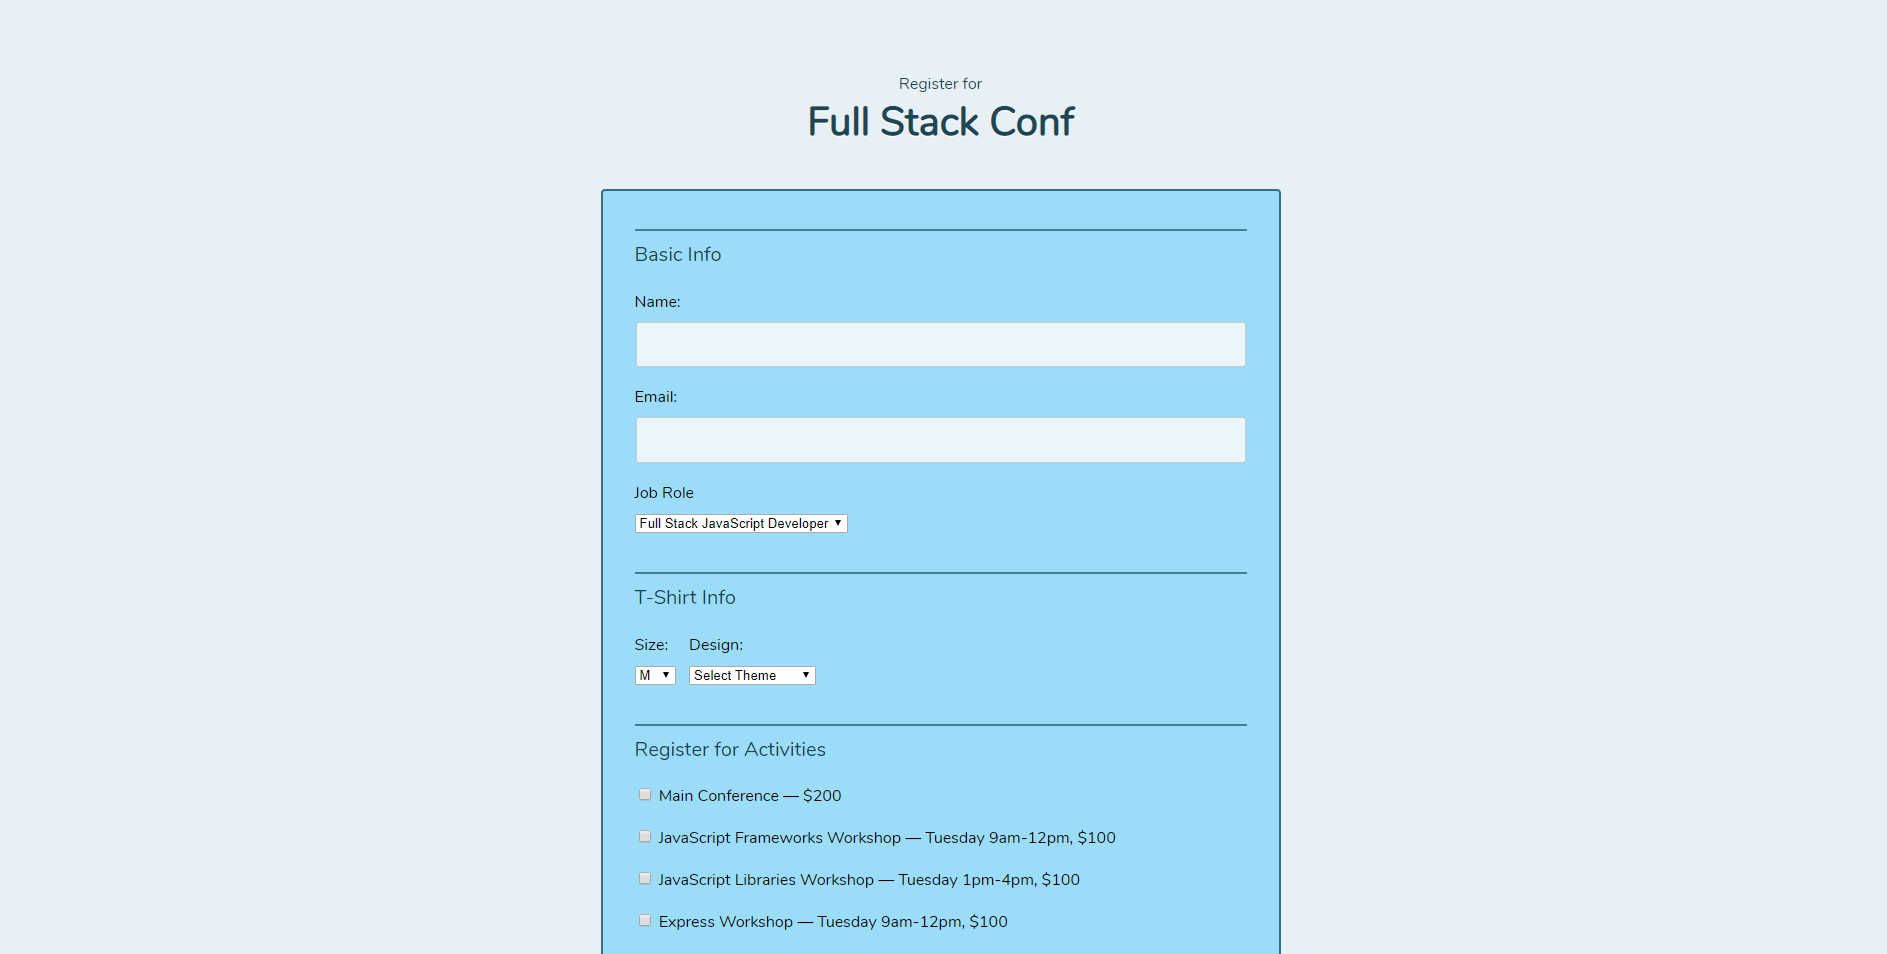 Register for
Full Stack Conf
Basic Info
Name:
Email:
Job Role
Full Stack JavaScript Developer
T-Shirt Info
Size: Design:
M Select Theme
Register for Activities
Main Conference — $200
JavaScript Frameworks Workshop — Tuesday 9am-12pm, $100
JavaScript Libraries Workshop — Tuesday 1pm-4pm, $100
Express Workshop — Tuesday 9am-12pm, $100